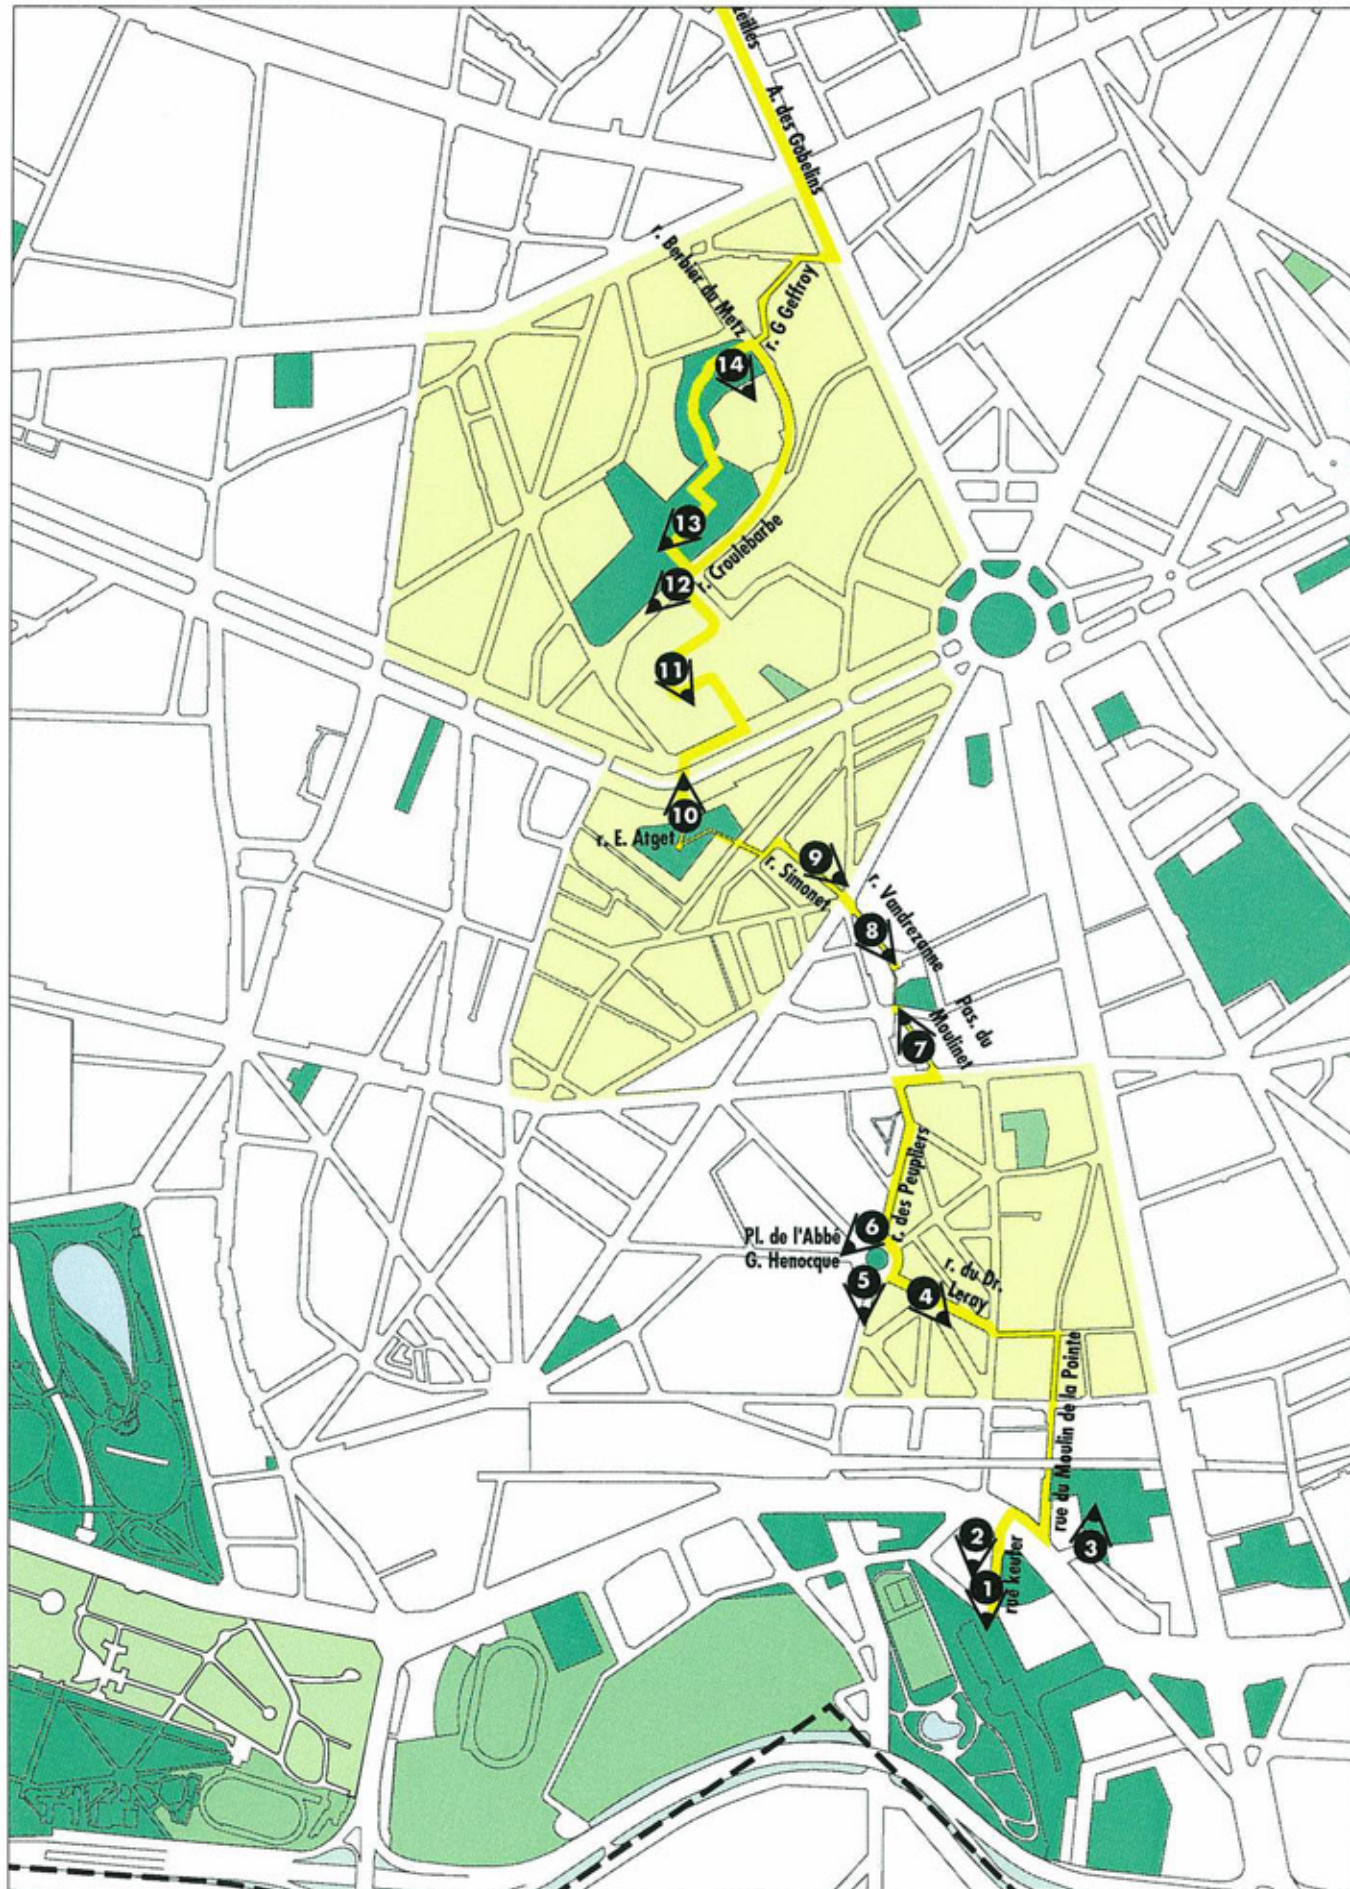 zeilles
A. des Gobelins
r. Berbier du Metz
r. G Geffroy
14
13
r. Croulebarbe
12
11
10
r. E. Atget
9
r. Simonet
r. Vandrezanne
8
Pas. du
Moulinet
7
r. des Peupliers
6
Pl. de l'Abbé
G. Henocque
5
r. du Dr.
Leray
4
rue du Moulin de la Pointe
2
3
1
rue keufer